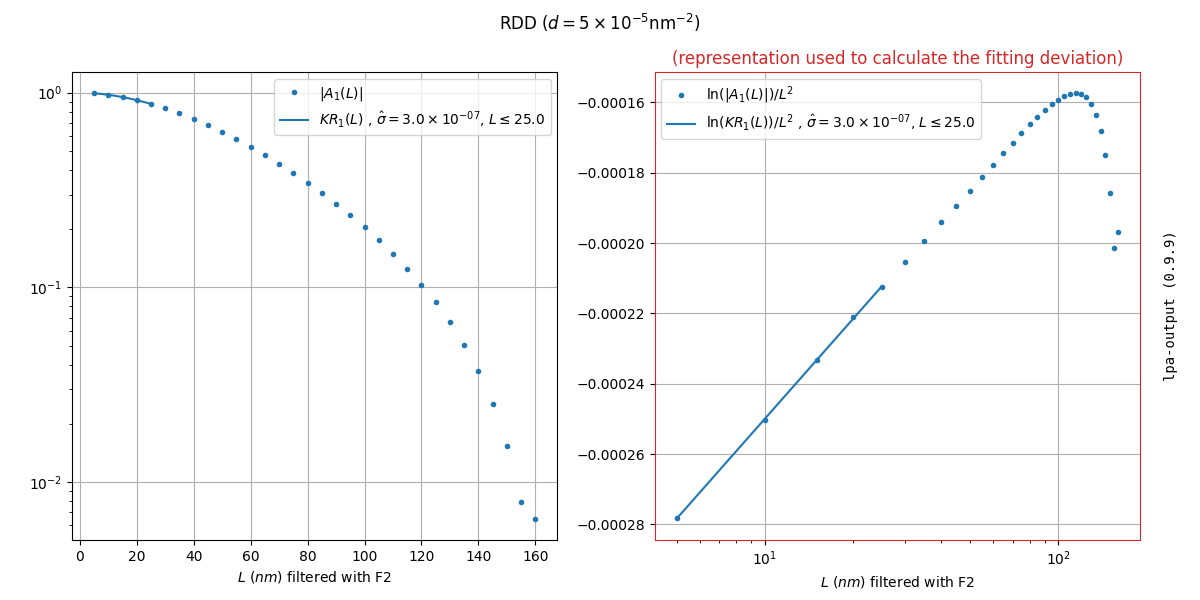 RDD (d = 5 × 10⁻⁵nm⁻²)
(representation used to calculate the fitting deviation)
|A₁(L)|
KR₁(L) , σ̂ = 3.0 × 10⁻⁰⁷, L ≤ 25.0
10⁰
10⁻¹
10⁻²
0 20 40 60 80 100 120 140 160
L (nm) filtered with F2
ln(|A₁(L)|)/L²
ln(KR₁(L))/L² , σ̂ = 3.0 × 10⁻⁰⁷, L ≤ 25.0
−0.00016
−0.00018
−0.00020
−0.00022
−0.00024
−0.00026
−0.00028
10¹ 10²
L (nm) filtered with F2
lpa-output (0.9.9)